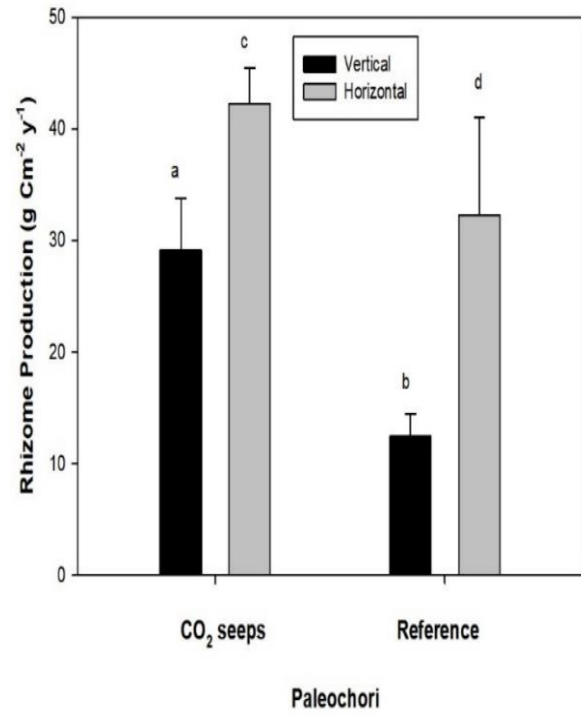 50
40
30
20
10
0
Rhizome Production (g Cm⁻² y⁻¹)
Vertical
Horizontal
a
c
b
d
CO₂ seeps Reference
Paleochori